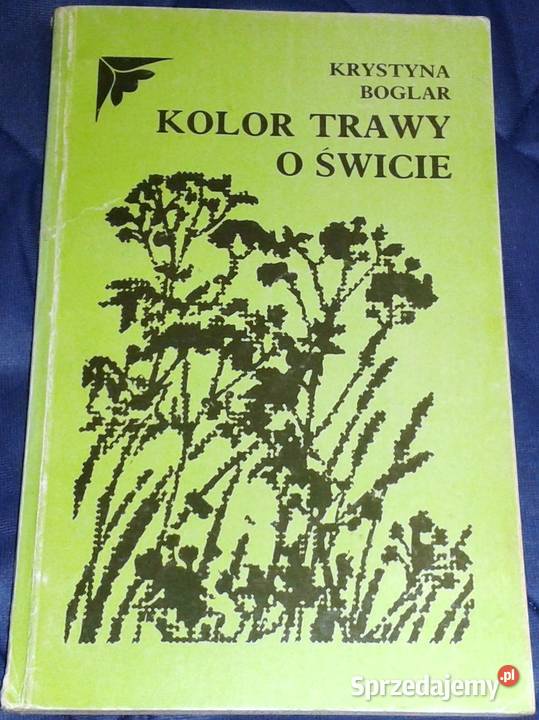 KRYSTYNA
BOGLAR
KOLOR TRAWY
O ŚWICIE
Sprzedajemy.pl